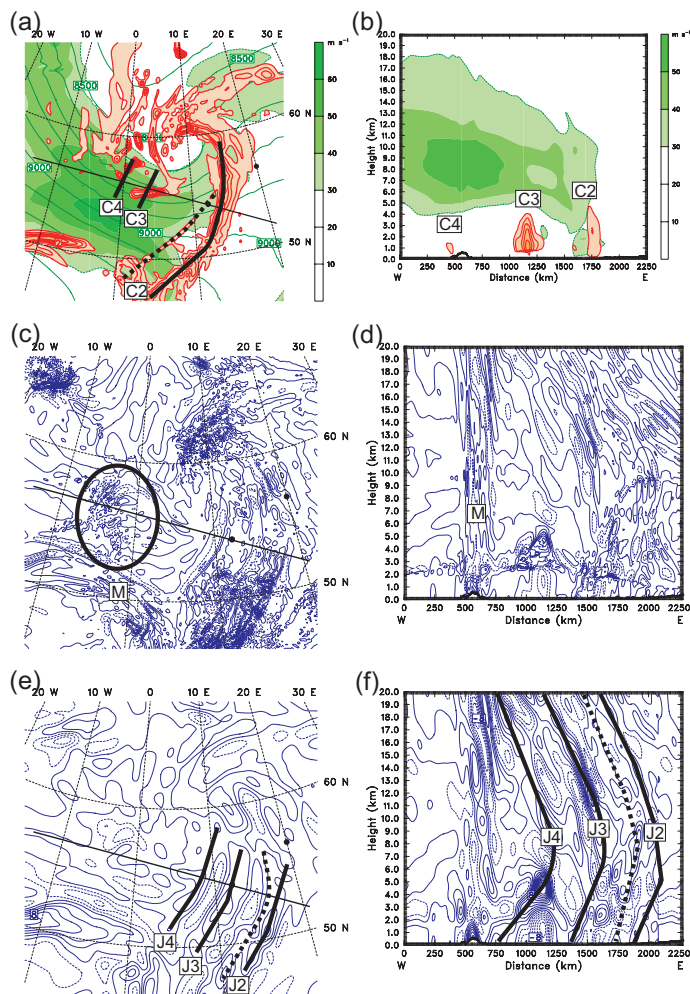 (a)
20 W 10 W 0 10 E 20 E 30 E
m s⁻¹
60
50
40
30
20
10
8500
8500
9000
9000
9000
60 N
50 N
C4
C3
C2
(b)
m s⁻¹
50
40
30
20
10
Height (km)
20.0
19.0
18.0
17.0
16.0
15.0
14.0
13.0
12.0
11.0
10.0
9.0
8.0
7.0
6.0
5.0
4.0
3.0
2.0
1.0
0.0
C4
C3
C2
0 250 500 750 1000 1250 1500 1750 2000 2250
W Distance (km) E
(c)
20 W 10 W 0 10 E 20 E 30 E
60 N
50 N
M
(d)
Height (km)
20.0
19.0
18.0
17.0
16.0
15.0
14.0
13.0
12.0
11.0
10.0
9.0
8.0
7.0
6.0
5.0
4.0
3.0
2.0
1.0
0.0
M
0 250 500 750 1000 1250 1500 1750 2000 2250
W Distance (km) E
(e)
20 W 10 W 0 10 E 20 E 30 E
60 N
50 N
J4
J3
J2
(f)
Height (km)
20.0
19.0
18.0
17.0
16.0
15.0
14.0
13.0
12.0
11.0
10.0
9.0
8.0
7.0
6.0
5.0
4.0
3.0
2.0
1.0
0.0
J4
J3
J2
0 250 500 750 1000 1250 1500 1750 2000 2250
W Distance (km) E